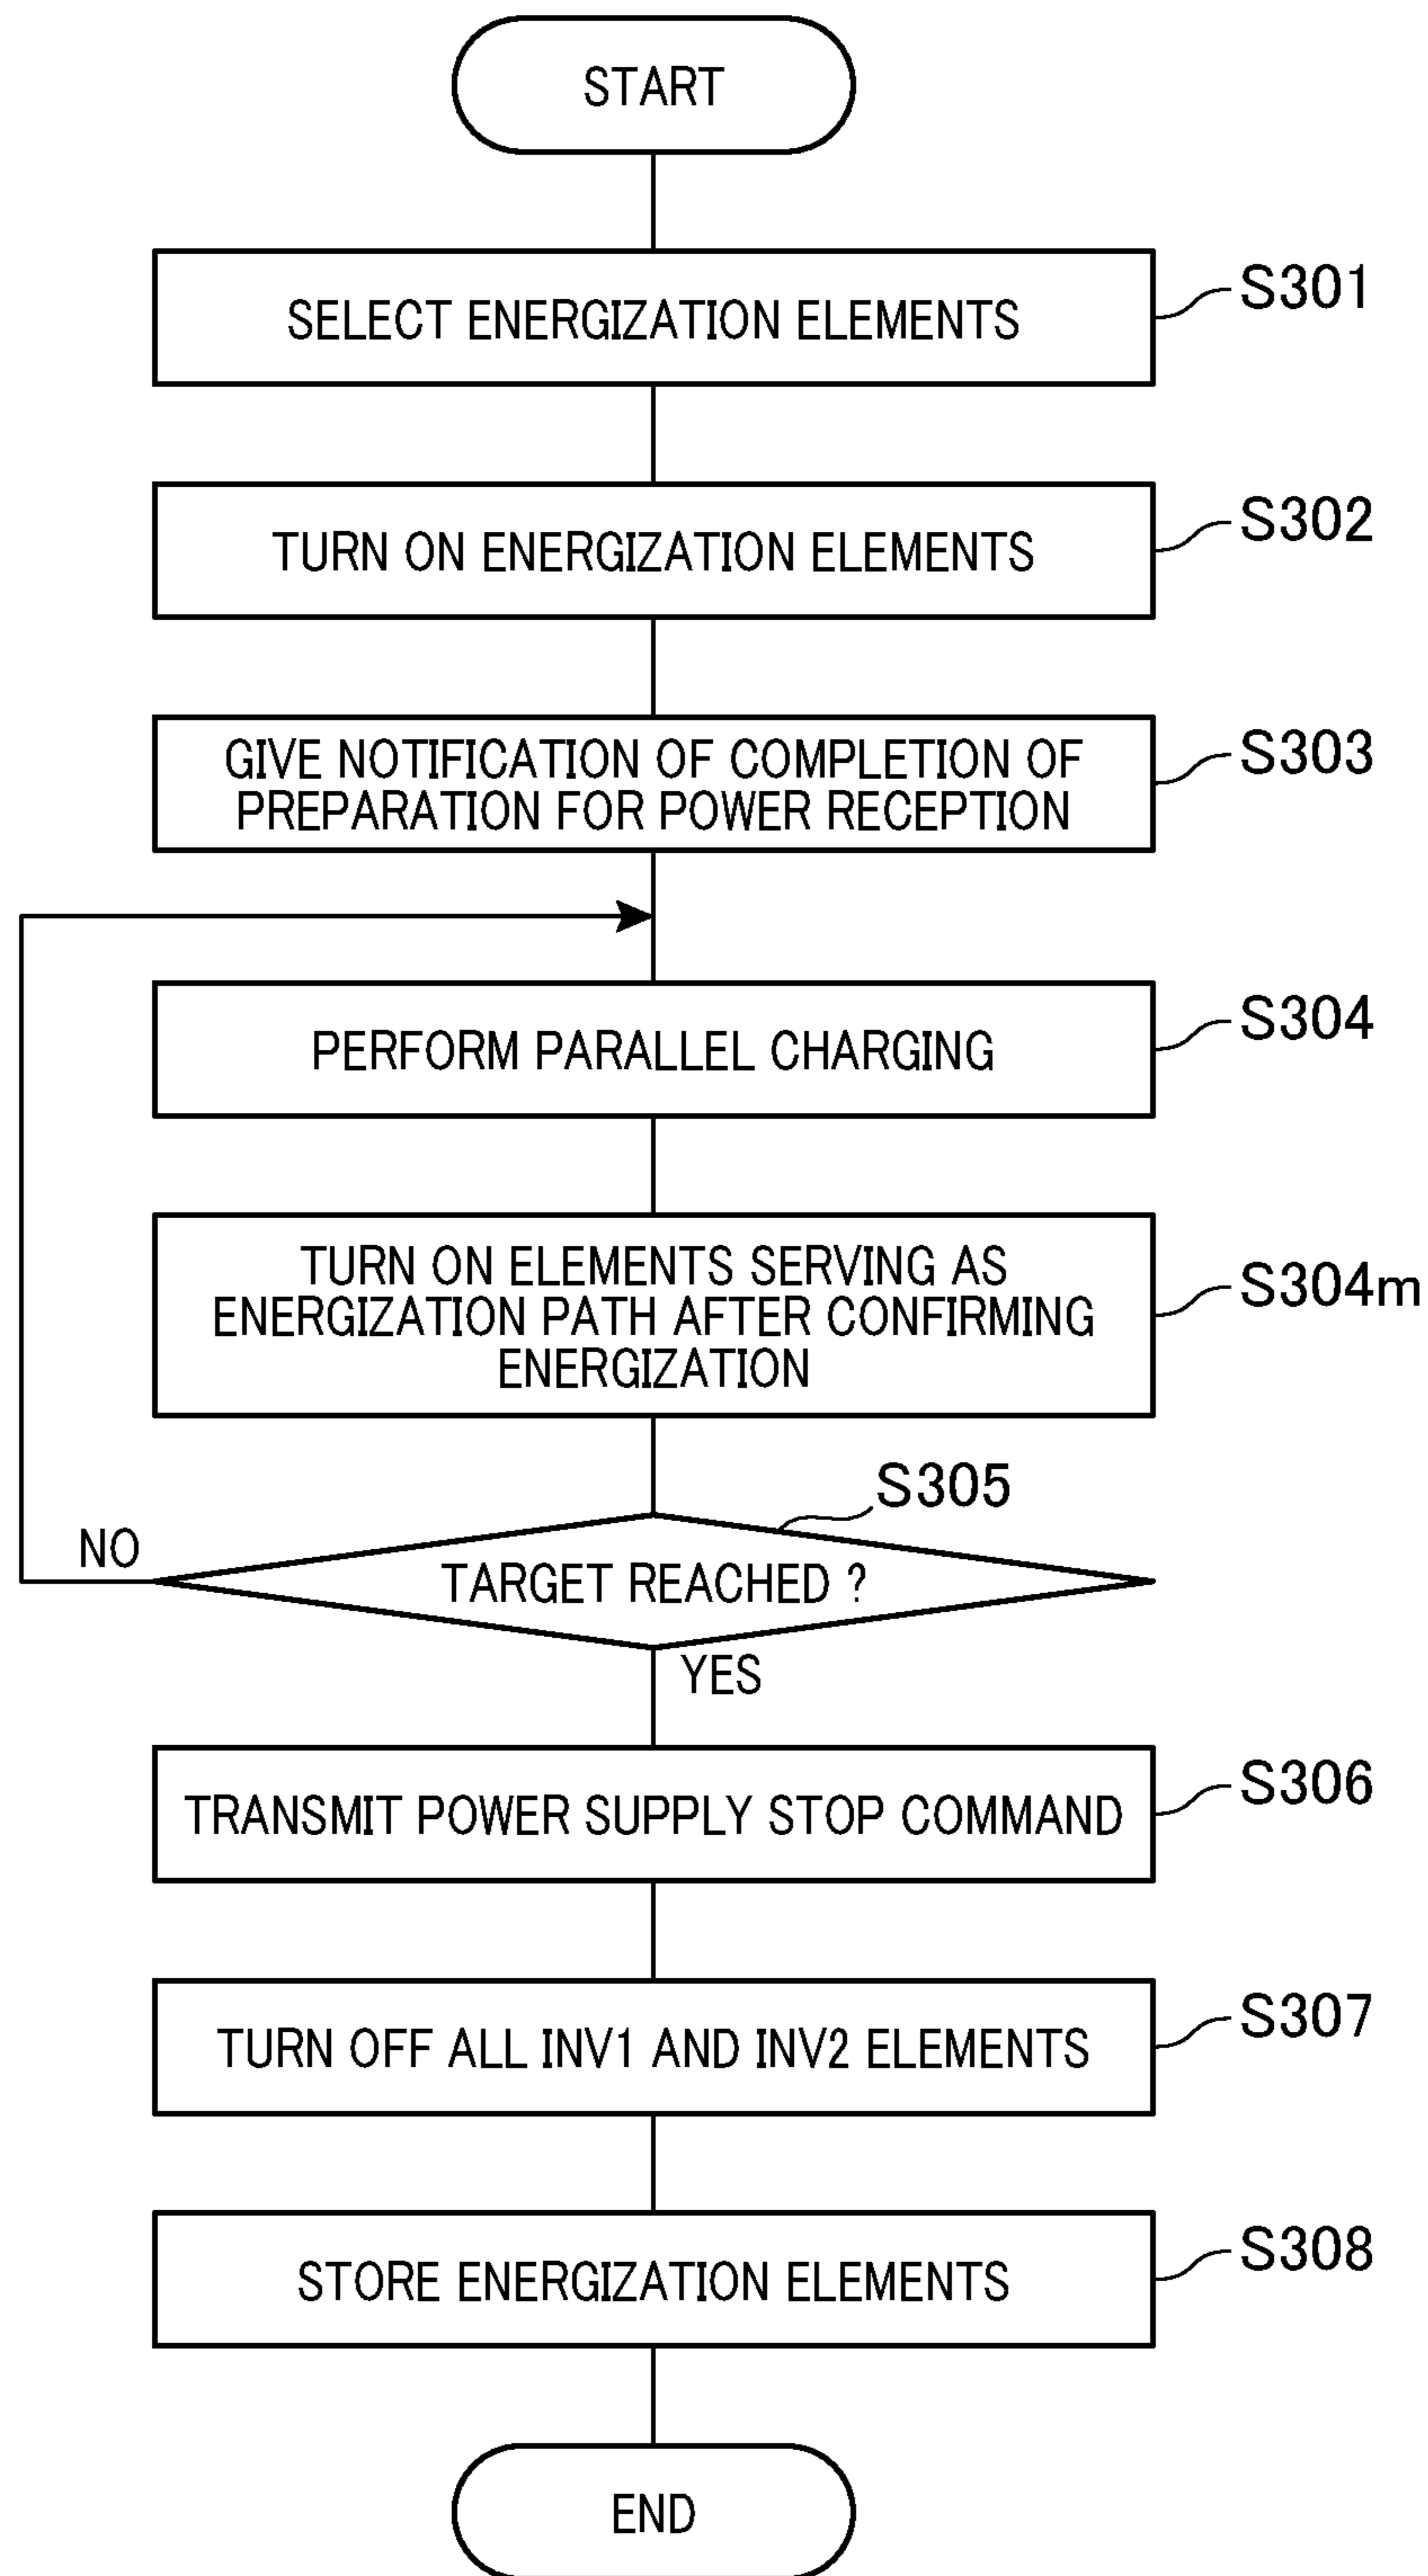 START
SELECT ENERGIZATION ELEMENTS
S301
TURN ON ENERGIZATION ELEMENTS
S302
GIVE NOTIFICATION OF COMPLETION OF
PREPARATION FOR POWER RECEPTION
S303
PERFORM PARALLEL CHARGING
S304
TURN ON ELEMENTS SERVING AS
ENERGIZATION PATH AFTER CONFIRMING
ENERGIZATION
S304m
S305
NO
TARGET REACHED ?
YES
TRANSMIT POWER SUPPLY STOP COMMAND
S306
TURN OFF ALL INV1 AND INV2 ELEMENTS
S307
STORE ENERGIZATION ELEMENTS
S308
END